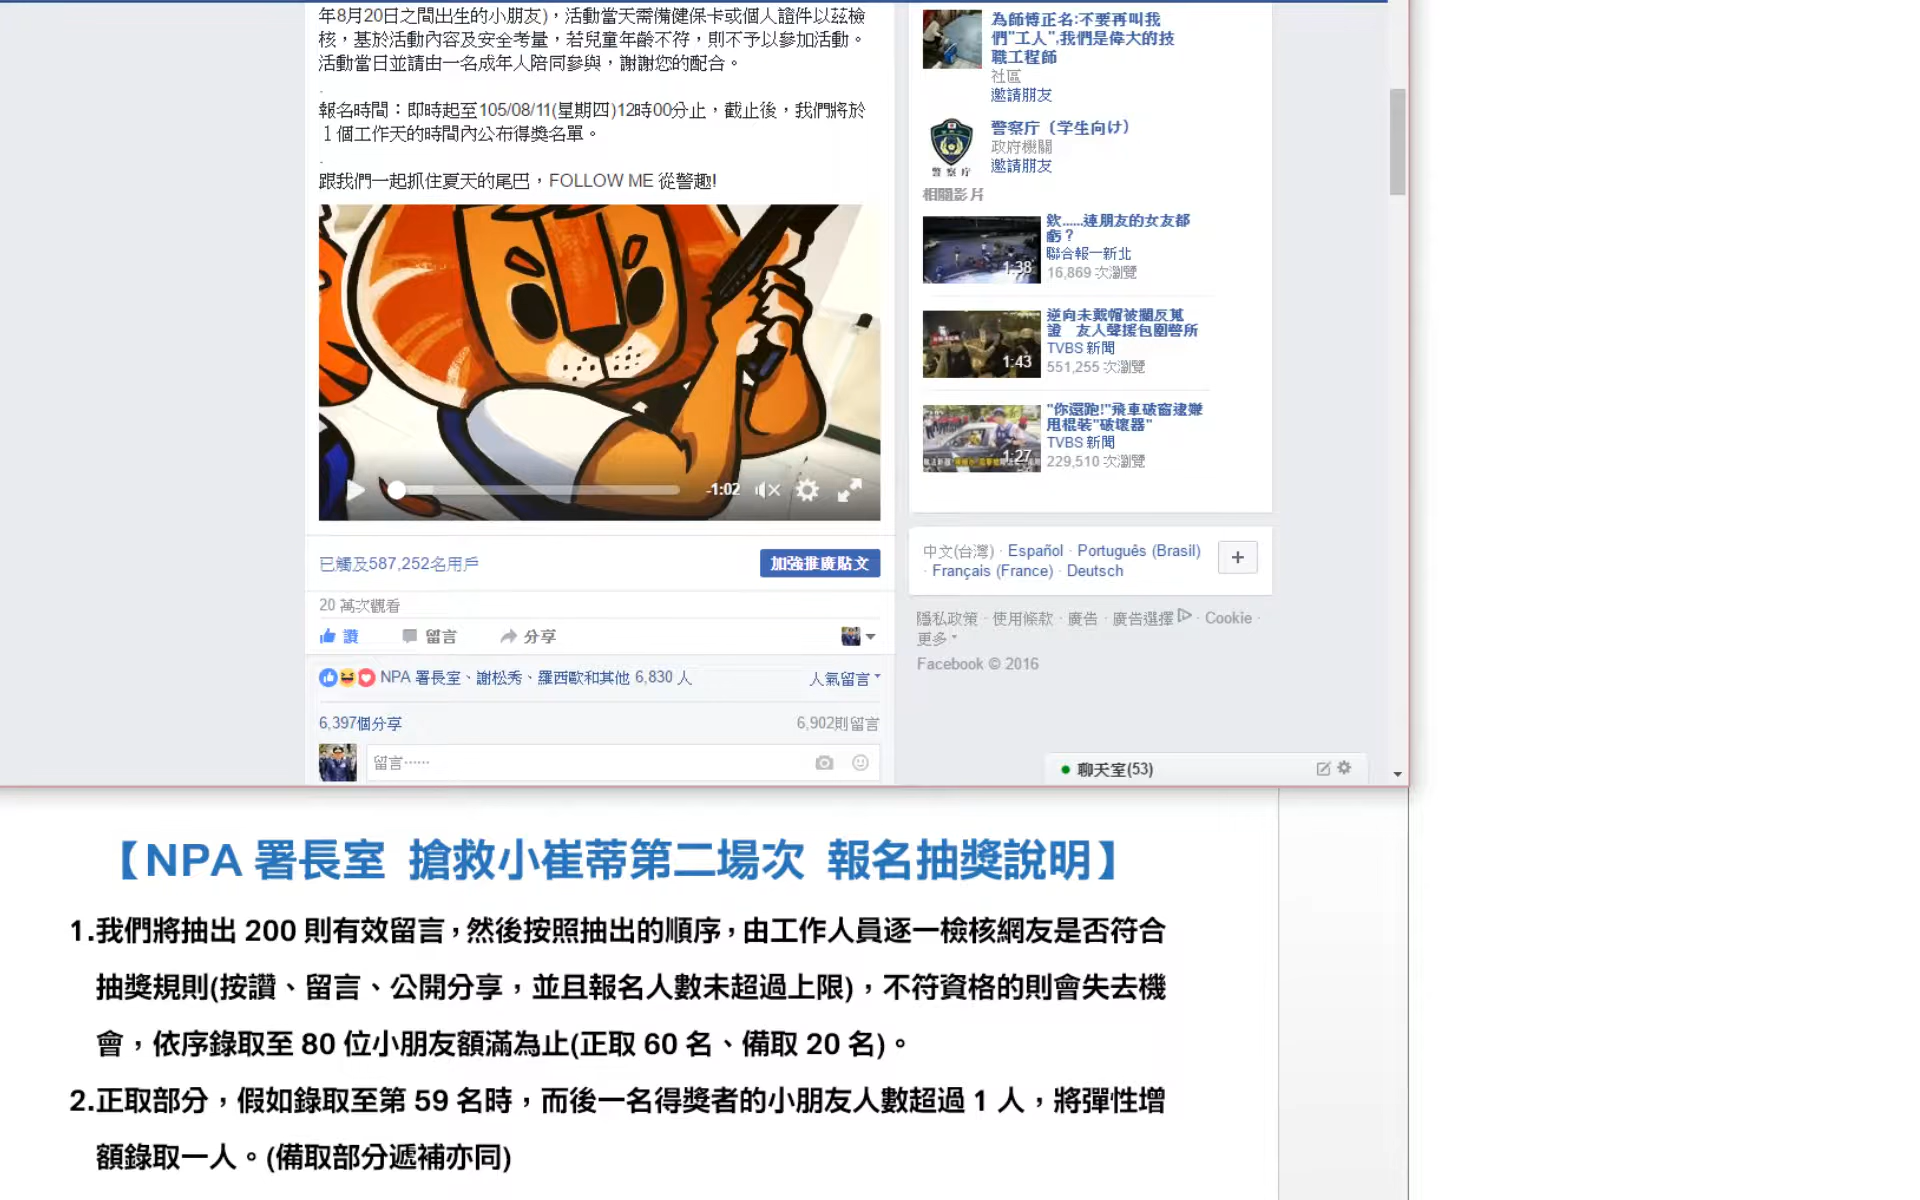 年8月20日之間出生的小朋友)，活動當天需備健保卡或個人證件以茲檢
核，基於活動內容及安全考量，若兒童年齡不符，則不予以參加活動。
活動當日並請由一名成年人陪同參與，謝謝您的配合。
.
報名時間：即時起至105/08/11(星期四)12時00分止，截止後，我們將於
１個工作天的時間內公布得獎名單。
.
跟我們一起抓住夏天的尾巴，FOLLOW ME 從警趣!
-1:02
已觸及587,252名用戶
加強推廣貼文
20 萬次觀看
讚 留言 分享
NPA 署長室、謝松秀、羅西歐和其他 6,830 人
人氣留言
6,397個分享
6,902則留言
留言……
為師傅正名:不要再叫我
們"工人",我們是偉大的技
職工程師
社區
邀請朋友
警察庁（学生向け）
政府機關
邀請朋友
警察庁
相關影片
欸.....連朋友的女友都
虧？
聯合報一新北
16,869 次瀏覽
1:38
逆向未戴帽被攔反蒐
證　友人聲援包圍警所
TVBS 新聞
551,255 次瀏覽
1:43
"你還跑!"飛車破窗逮嫌
甩棍裝"破壞器"
TVBS 新聞
229,510 次瀏覽
1:27
中文(台灣) · Español · Português (Brasil)
· Français (France) · Deutsch
+
隱私政策 · 使用條款 · 廣告 · 廣告選擇 · Cookie ·
更多
Facebook © 2016
聊天室(53)
【NPA 署長室 搶救小崔蒂第二場次 報名抽獎說明】
1.我們將抽出 200 則有效留言，然後按照抽出的順序，由工作人員逐一檢核網友是否符合
抽獎規則(按讚、留言、公開分享，並且報名人數未超過上限)，不符資格的則會失去機
會，依序錄取至 80 位小朋友額滿為止(正取 60 名、備取 20 名)。
2.正取部分，假如錄取至第 59 名時，而後一名得獎者的小朋友人數超過 1 人，將彈性增
額錄取一人。(備取部分遞補亦同)